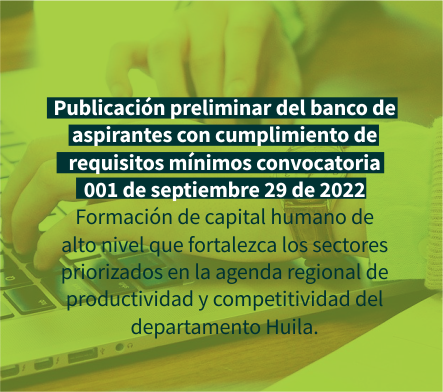 Publicación preliminar del banco de
aspirantes con cumplimiento de
requisitos mínimos convocatoria
001 de septiembre 29 de 2022
Formación de capital humano de
alto nivel que fortalezca los sectores
priorizados en la agenda regional de
productividad y competitividad del
departamento Huila.